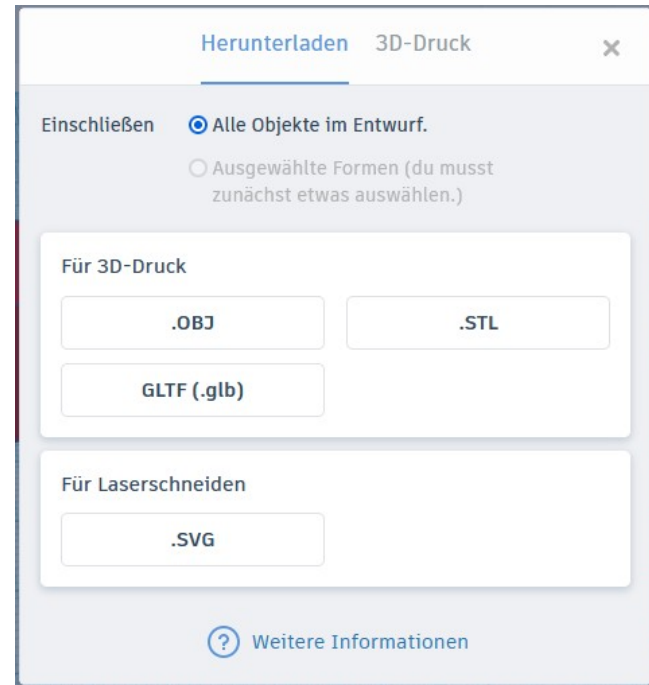 Herunterladen 3D-Druck
Einschließen Alle Objekte im Entwurf.
Ausgewählte Formen (du musst
zunächst etwas auswählen.)
Für 3D-Druck
.OBJ .STL
GLTF (.glb)
Für Laserschneiden
.SVG
? Weitere Informationen